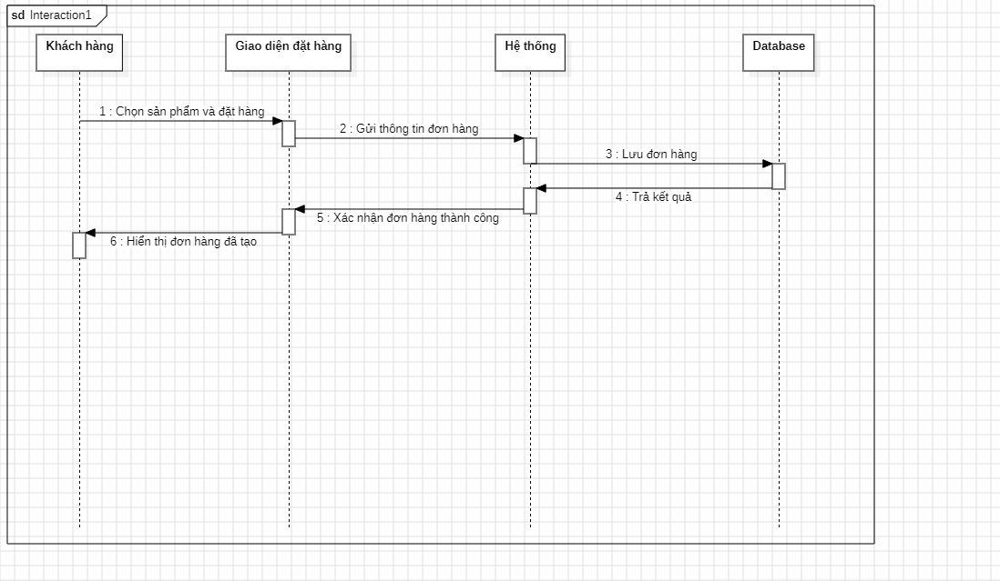 sd Interaction1
Khách hàng
Giao diện đặt hàng
Hệ thống
Database
1 : Chọn sản phẩm và đặt hàng
2 : Gửi thông tin đơn hàng
3 : Lưu đơn hàng
4 : Trả kết quả
5 : Xác nhận đơn hàng thành công
6 : Hiển thị đơn hàng đã tạo